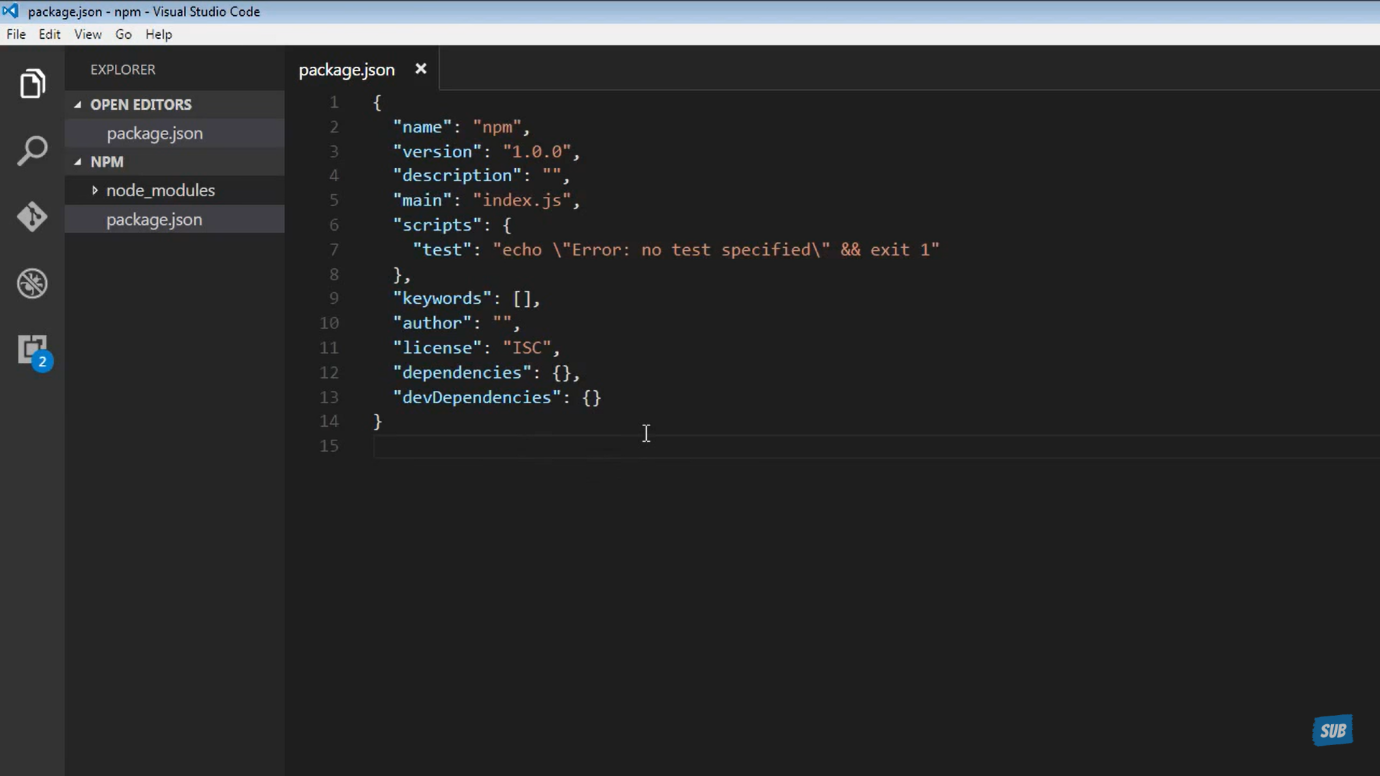 package.json - npm - Visual Studio Code
File Edit View Go Help
EXPLORER
OPEN EDITORS
package.json
NPM
node_modules
package.json
2
package.json
1 {
2 "name": "npm",
3 "version": "1.0.0",
4 "description": "",
5 "main": "index.js",
6 "scripts": {
7 "test": "echo \"Error: no test specified\" && exit 1"
8 },
9 "keywords": [],
10 "author": "",
11 "license": "ISC",
12 "dependencies": {},
13 "devDependencies": {}
14 }
15
SUB